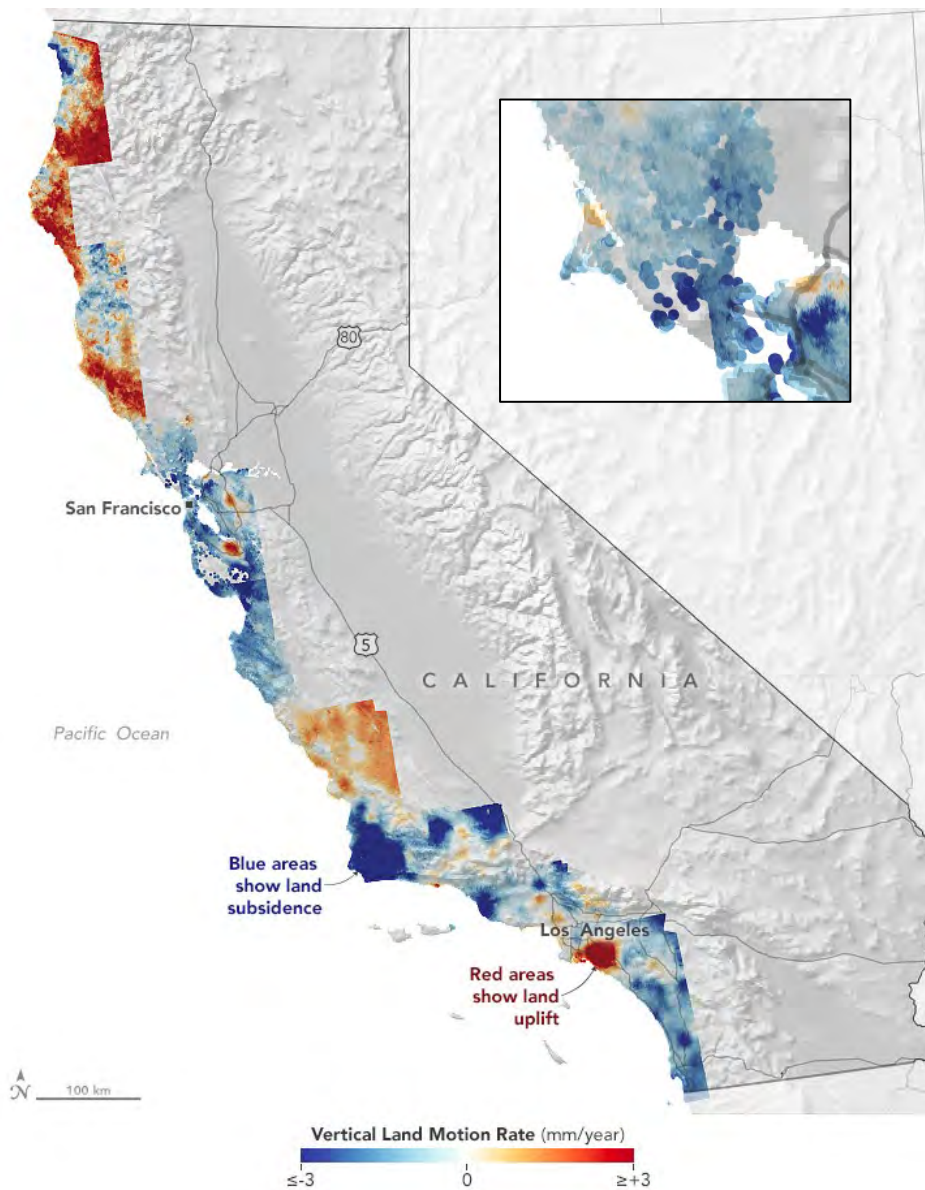 80
San Francisco
5
CALIFORNIA
Pacific Ocean
Blue areas
show land
subsidence
Los Angeles
Red areas
show land
uplift
N
100 km
Vertical Land Motion Rate (mm/year)
≤-3 0 ≥+3